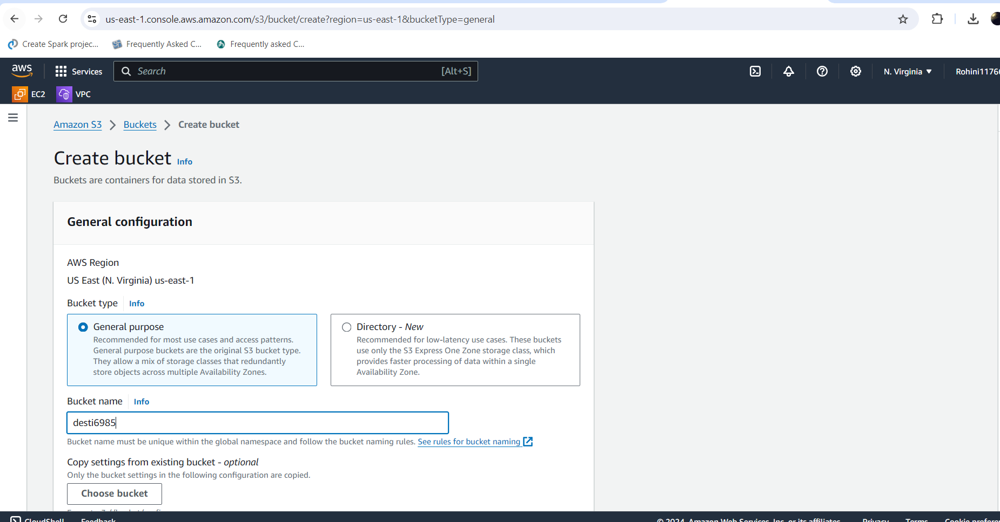 us-east-1.console.aws.amazon.com/s3/bucket/create?region=us-east-1&bucketType=general
Create Spark projec... Frequently Asked C... Frequently asked C...
aws Services Search [Alt+S] N. Virginia Rohini1176
EC2 VPC
Amazon S3 Buckets Create bucket
Create bucket Info
Buckets are containers for data stored in S3.
General configuration
AWS Region
US East (N. Virginia) us-east-1
Bucket type Info
General purpose
Recommended for most use cases and access patterns.
General purpose buckets are the original S3 bucket type.
They allow a mix of storage classes that redundantly
store objects across multiple Availability Zones.
Directory - New
Recommended for low-latency use cases. These buckets
use only the S3 Express One Zone storage class, which
provides faster processing of data within a single
Availability Zone.
Bucket name Info
desti6985
Bucket name must be unique within the global namespace and follow the bucket naming rules. See rules for bucket naming
Copy settings from existing bucket - optional
Only the bucket settings in the following configuration are copied.
Choose bucket
CloudShell Feedback © 2024, Amazon Web Services, Inc. or its affiliates. Privacy Terms Cookie prefere